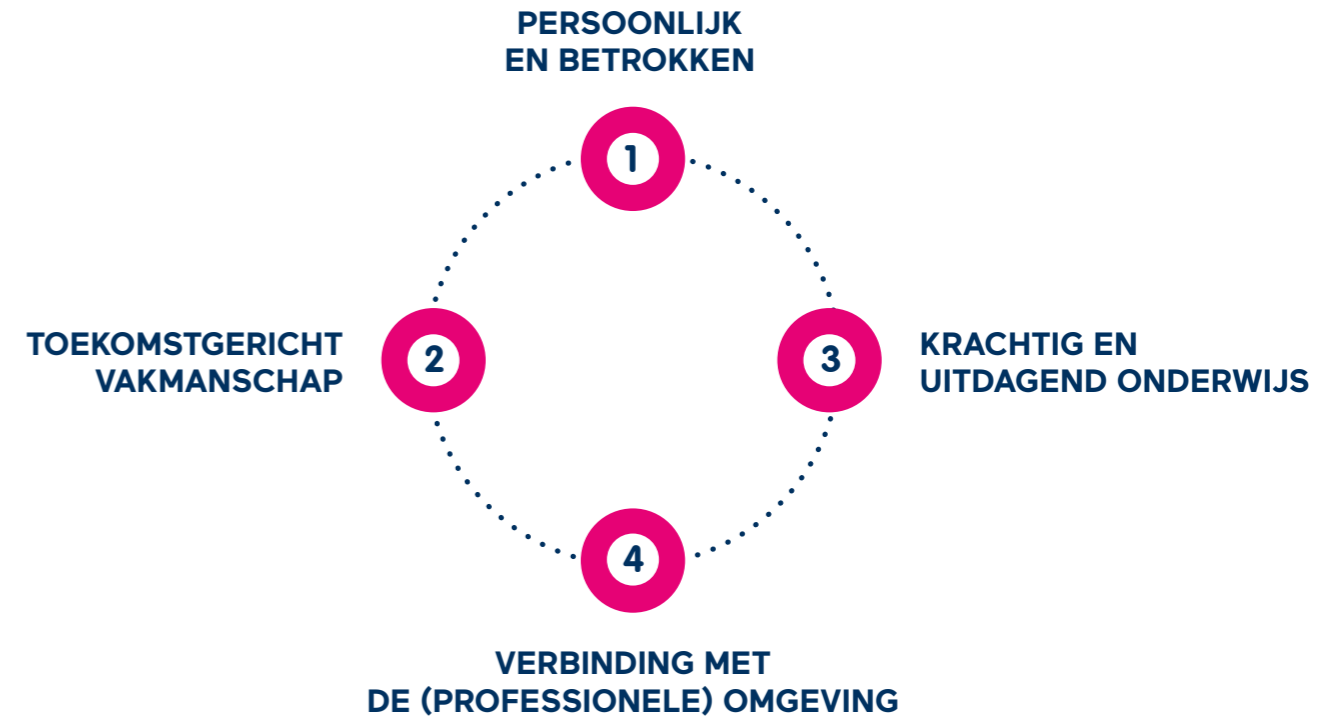 PERSOONLIJK
EN BETROKKEN
1
TOEKOMSTGERICHT
VAKMANSCHAP
2
3
KRACHTIG EN
UITDAGEND ONDERWIJS
4
VERBINDING MET
DE (PROFESSIONELE) OMGEVING